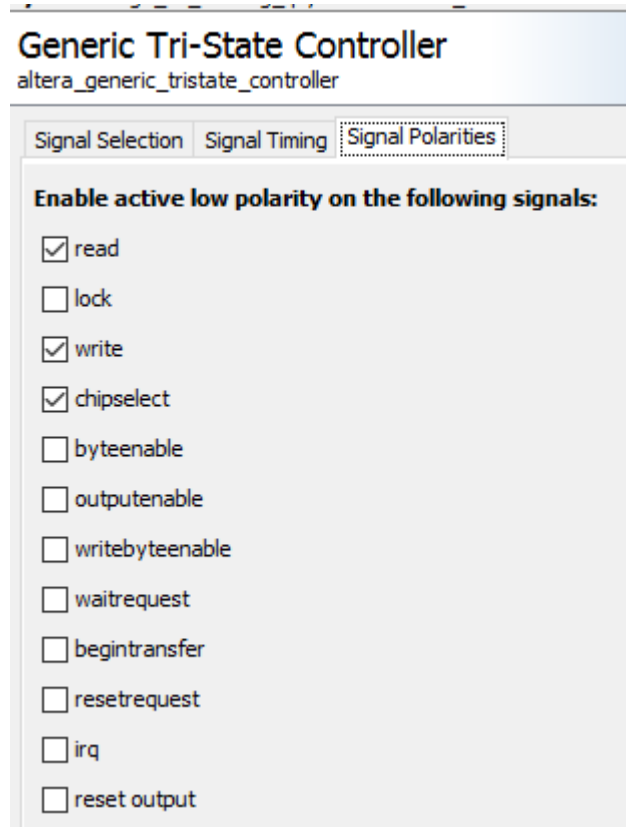 Generic Tri-State Controller
altera_generic_tristate_controller
Signal Selection Signal Timing Signal Polarities
Enable active low polarity on the following signals:
read
lock
write
chipselect
byteenable
outputenable
writebyteenable
waitrequest
begintransfer
resetrequest
irq
reset output